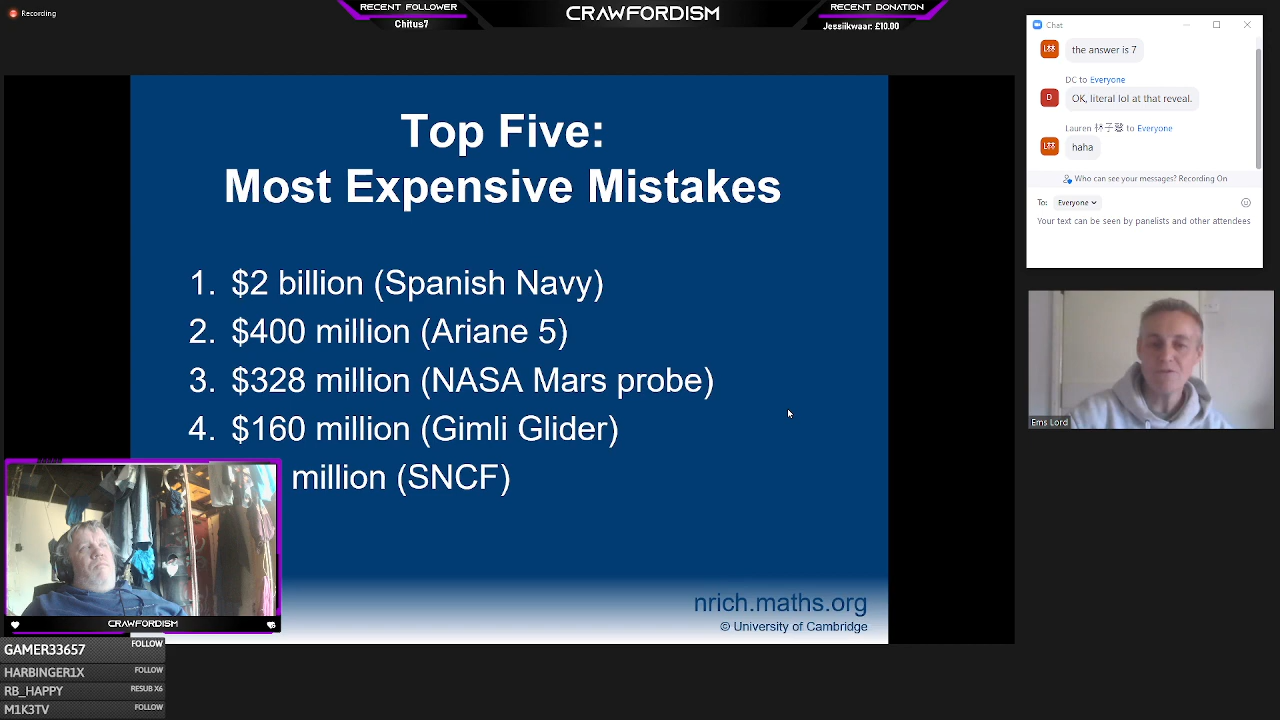 Recording
RECENT FOLLOWER
Chitus7
CRAWFORDISM
RECENT DONATION
Jessiikwaar: £10.00
Top Five:
Most Expensive Mistakes
1. $2 billion (Spanish Navy)
2. $400 million (Ariane 5)
3. $328 million (NASA Mars probe)
4. $160 million (Gimli Glider)
million (SNCF)
nrich.maths.org
© University of Cambridge
Chat
the answer is 7
DC to Everyone
D
OK, literal lol at that reveal.
Lauren to Everyone
haha
Who can see your messages? Recording On
To: Everyone
Your text can be seen by panelists and other attendees
Ems Lord
CRAWFORDISM
GAMER33657 FOLLOW
HARBINGER1X FOLLOW
RB_HAPPY RESUB X6
M1K3TV FOLLOW